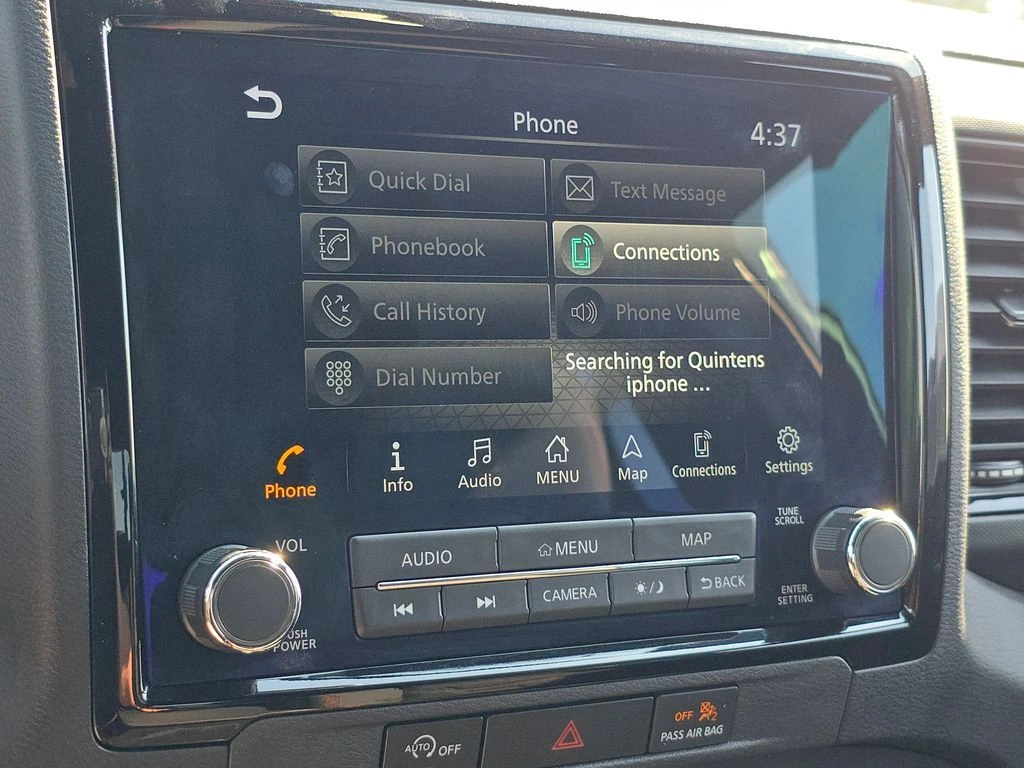 Phone
4:37
Quick Dial
Text Message
Phonebook
Connections
Call History
Phone Volume
Dial Number
Searching for Quintens
iphone ...
Phone
Info
Audio
MENU
Map
Connections
Settings
VOL
TUNE
SCROLL
AUDIO
MENU
MAP
CAMERA
BACK
PUSH
POWER
ENTER
SETTING
AUTO OFF
OFF 2
PASS AIR BAG